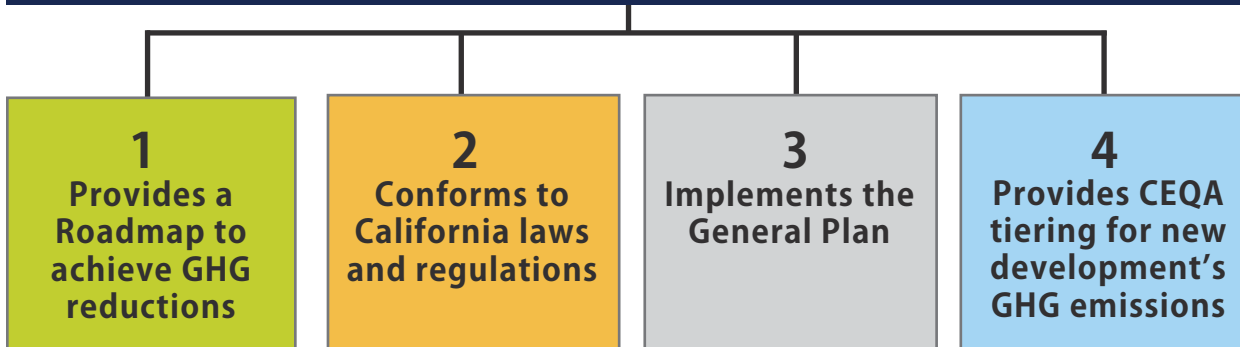 1
Provides a
Roadmap to
achieve GHG
reductions
2
Conforms to
California laws
and regulations
3
Implements the
General Plan
4
Provides CEQA
tiering for new
development’s
GHG emissions